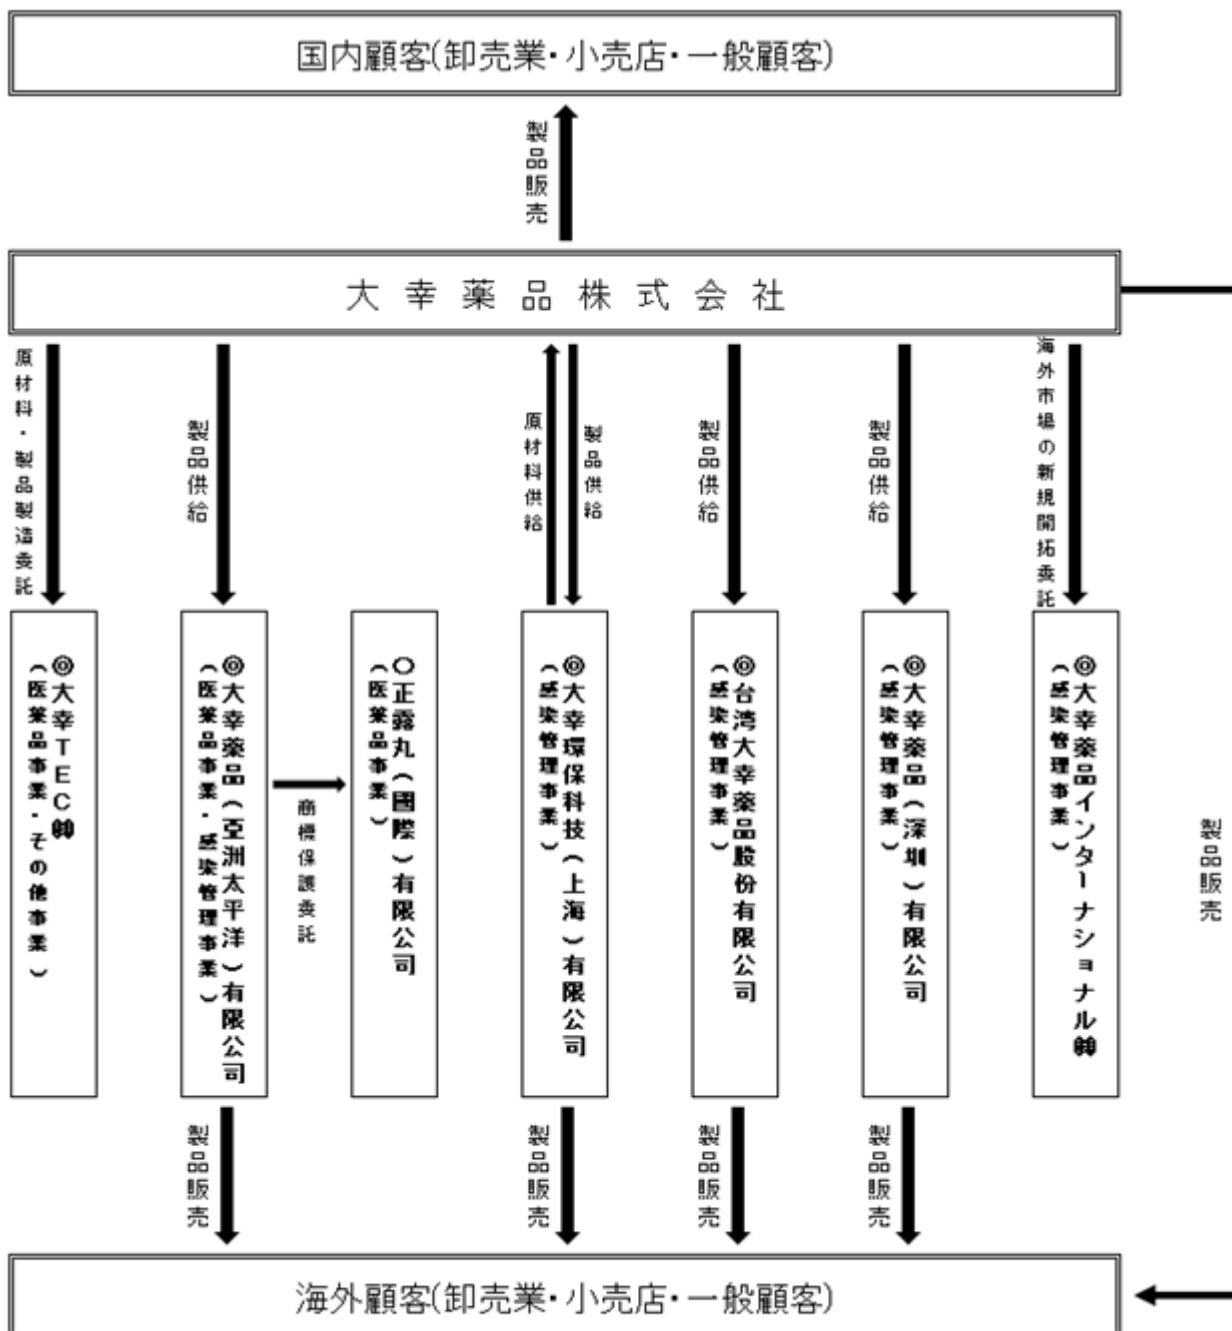 国内顧客(卸売業・小売店・一般顧客)
製品販売
大幸薬品株式会社
原材料・製品製造委託
製品供給
原材料供給
製品供給
製品供給
製品供給
海外市場の新規開拓委託
◎大幸TEC㈱
(医薬品事業・その他事業)
◎大幸薬品(亞洲太平洋)有限公司
(医薬品事業・感染管理事業)
商標保護委託
○正露丸(國際)有限公司
(医薬品事業)
◎大幸環保科技(上海)有限公司
(感染管理事業)
◎台湾大幸薬品股份有限公司
(感染管理事業)
◎大幸薬品(深圳)有限公司
(感染管理事業)
◎大幸薬品インターナショナル㈱
(感染管理事業)
製品販売
製品販売
製品販売
製品販売
製品販売
海外顧客(卸売業・小売店・一般顧客)